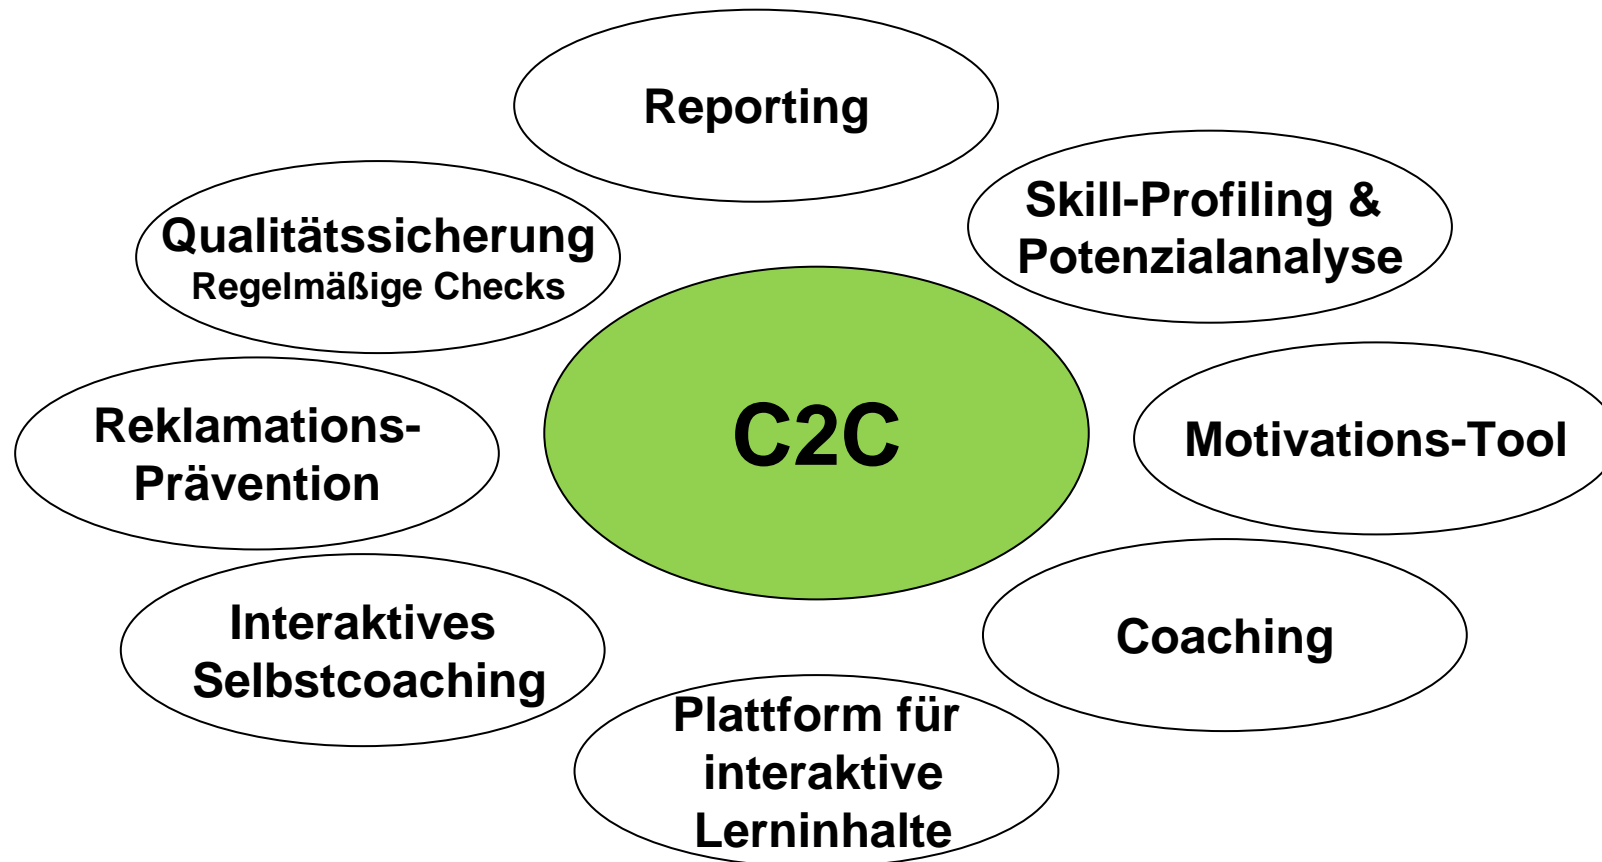 Reporting
Skill-Profiling &
Potenzialanalyse
Qualitätssicherung
Regelmäßige Checks
C2C
Reklamations-
Prävention
Motivations-Tool
Interaktives
Selbstcoaching
Coaching
Plattform für
interaktive
Lerninhalte